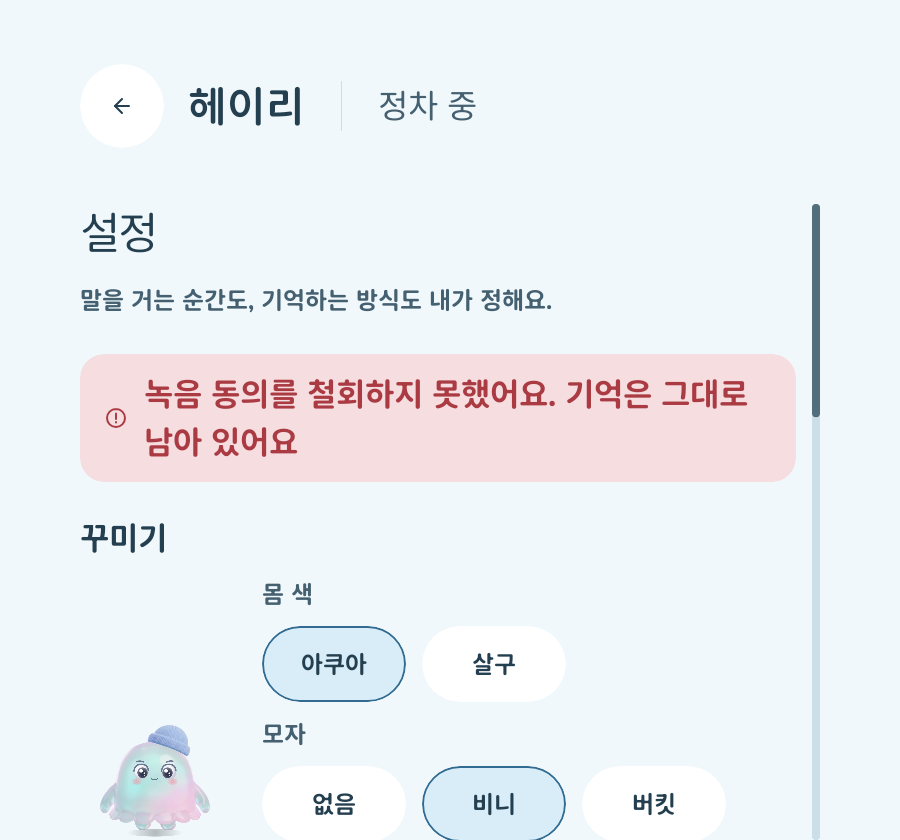 헤이리
정차 중
설정
말을 거는 순간도, 기억하는 방식도 내가 정해요.
녹음 동의를 철회하지 못했어요. 기억은 그대로
남아 있어요
꾸미기
몸 색
아쿠아
살구
모자
없음
비니
버킷